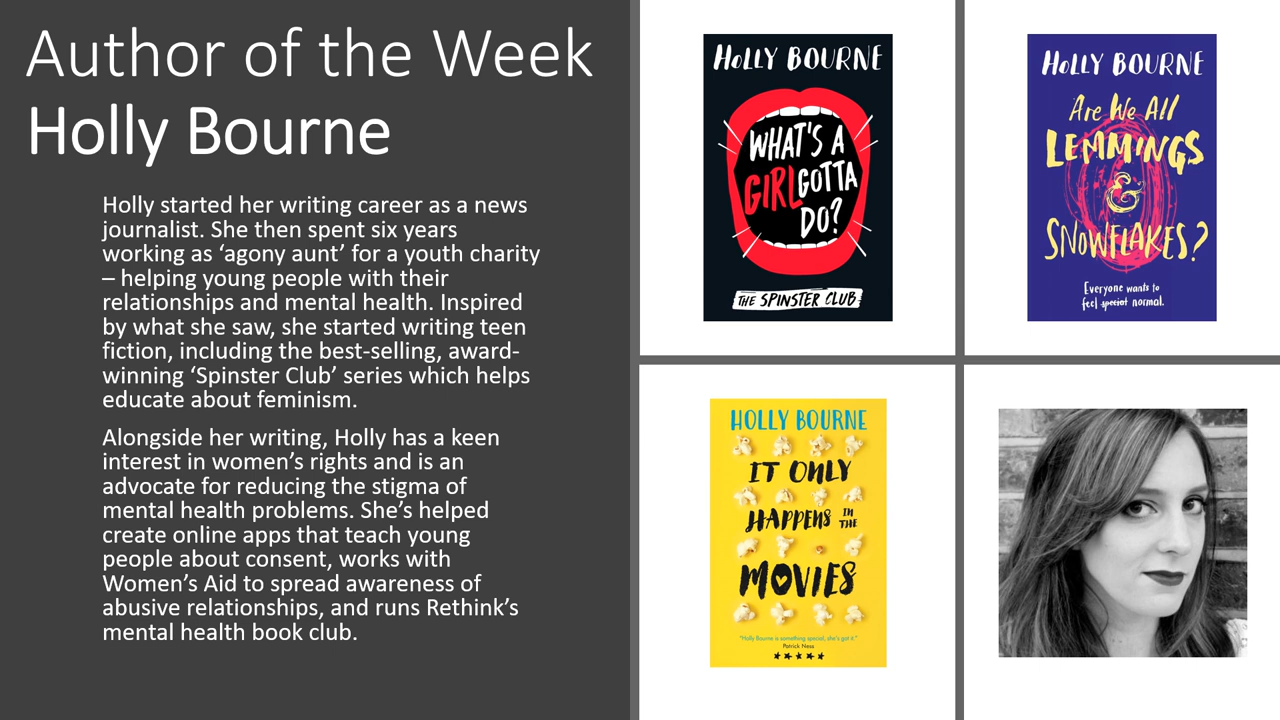 Author of the Week
Holly Bourne
Holly started her writing career as a news
journalist. She then spent six years
working as ‘agony aunt’ for a youth charity
– helping young people with their
relationships and mental health. Inspired
by what she saw, she started writing teen
fiction, including the best-selling, award-
winning ‘Spinster Club’ series which helps
educate about feminism.
Alongside her writing, Holly has a keen
interest in women’s rights and is an
advocate for reducing the stigma of
mental health problems. She’s helped
create online apps that teach young
people about consent, works with
Women’s Aid to spread awareness of
abusive relationships, and runs Rethink’s
mental health book club.
HOLLY BOURNE
WHAT'S A
GIRL GOTTA
DO?
THE SPINSTER CLUB
HOLLY BOURNE
Are We All
LEMMINGS
&
SNOWFLAKES?
Everyone wants to
feel special normal.
HOLLY BOURNE
IT ONLY
HAPPENS IN
THE
MOVIES
"Holly Bourne is something special, she's got it."
Patrick Ness